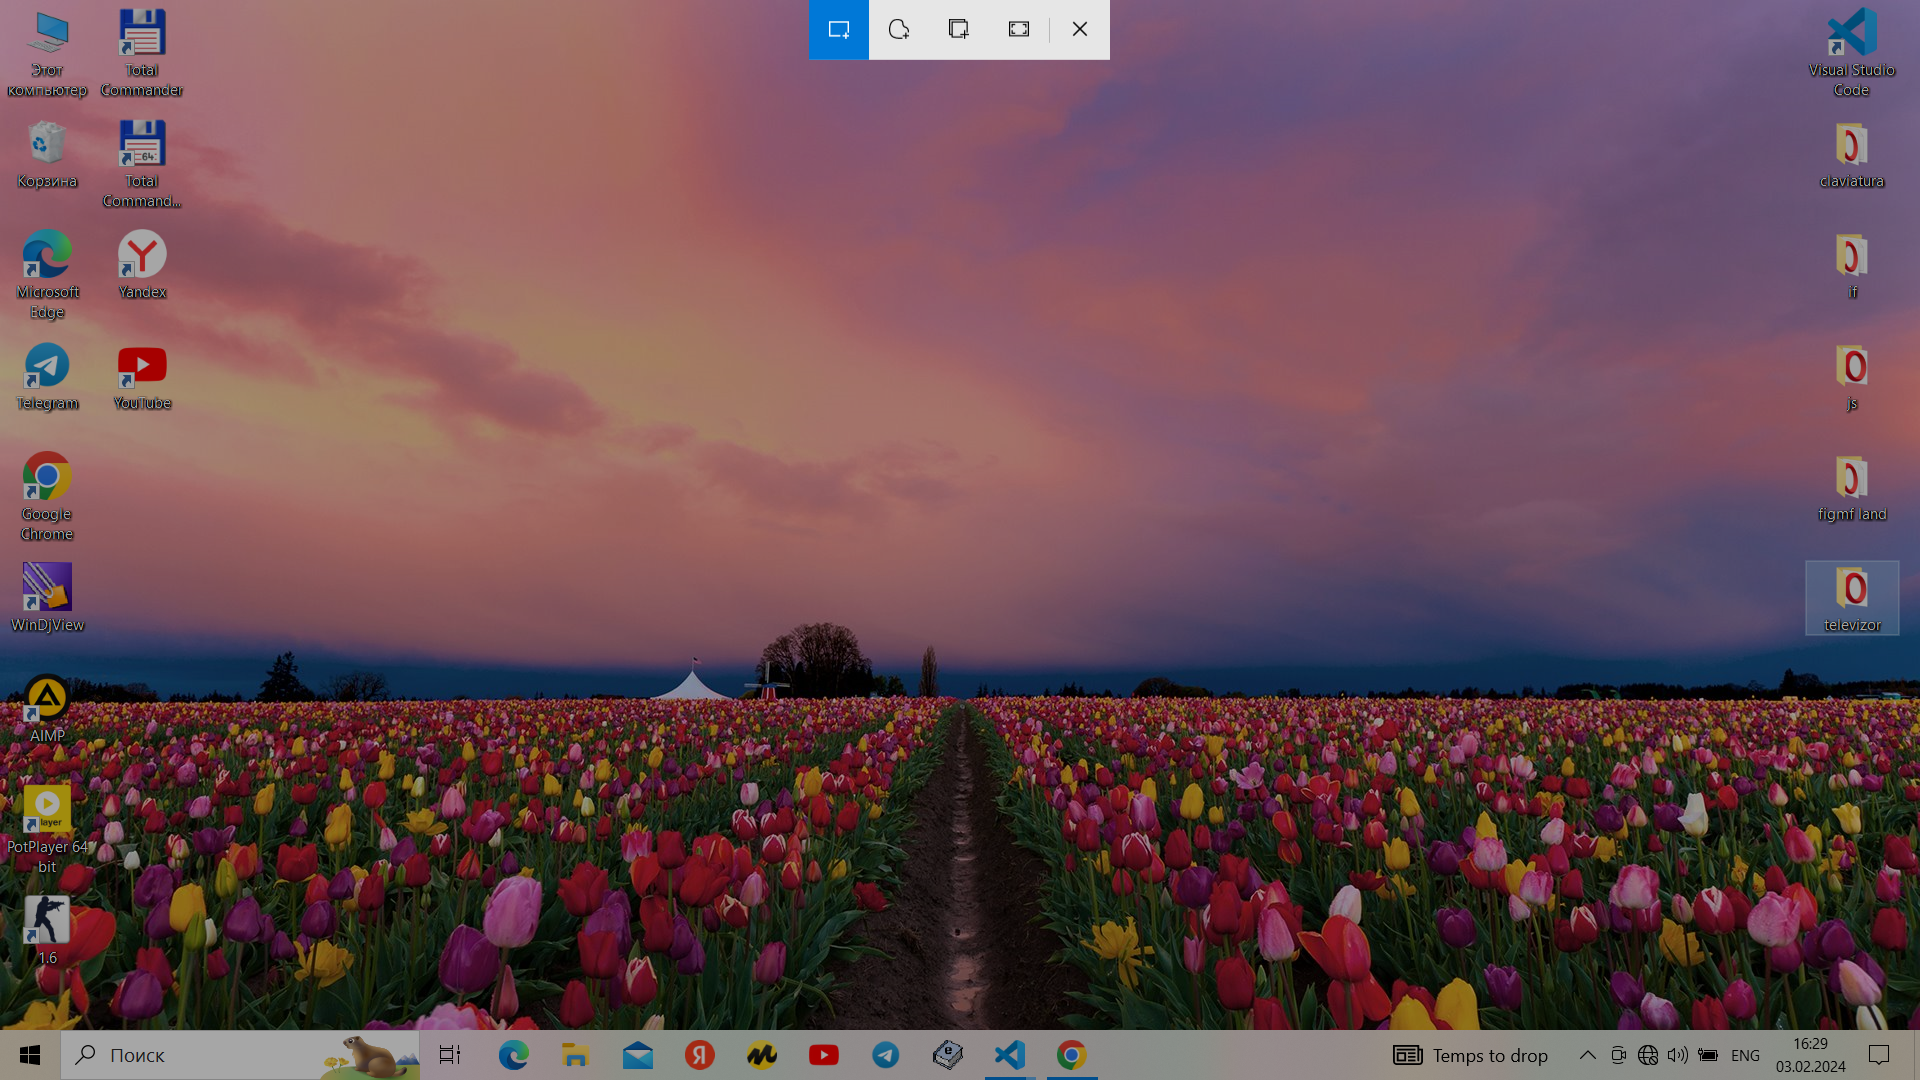 Этот
компьютер
Total
Commander
Корзина
64
Total
Command...
Microsoft
Edge
Yandex
Telegram
YouTube
Google
Chrome
WinDjView
AIMP
layer
PotPlayer 64
bit
1.6
Visual Studio
Code
claviatura
if
js
figmf land
televizor
Поиск
Я
Temps to drop
ENG
16:29
03.02.2024